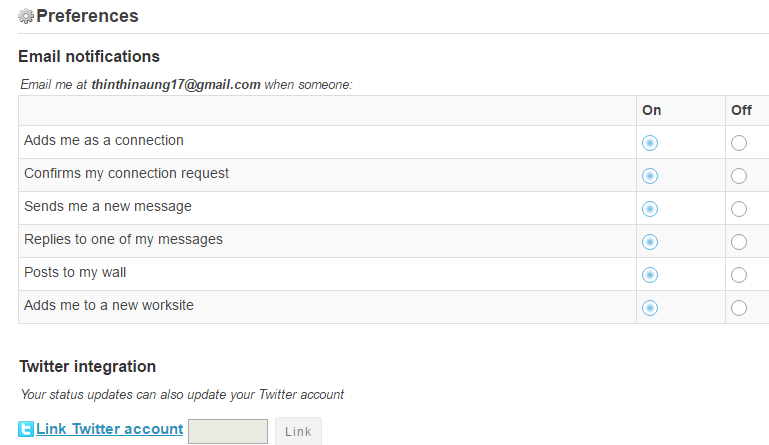 Preferences
Email notifications
Email me at thinthinaung17@gmail.com when someone:
On Off
Adds me as a connection
Confirms my connection request
Sends me a new message
Replies to one of my messages
Posts to my wall
Adds me to a new worksite
Twitter integration
Your status updates can also update your Twitter account
Link Twitter account Link